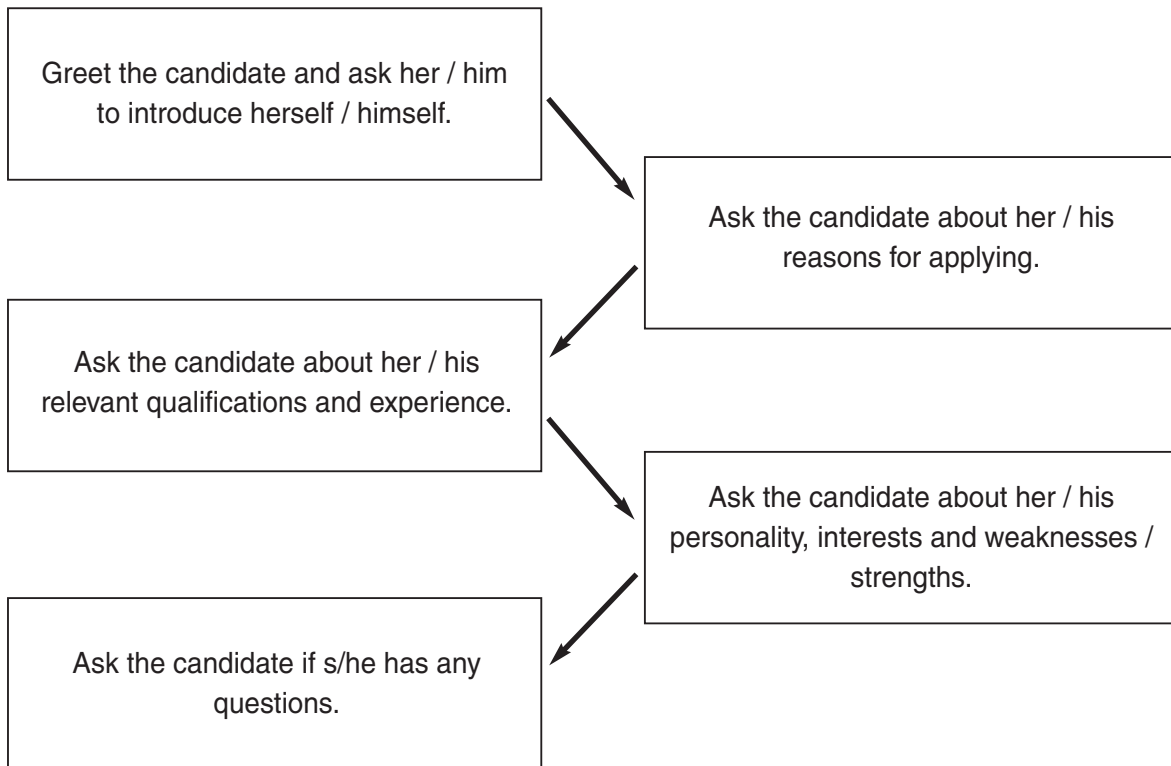 Greet the candidate and ask her / him
to introduce herself / himself.
Ask the candidate about her / his
reasons for applying.
Ask the candidate about her / his
relevant qualifications and experience.
Ask the candidate about her / his
personality, interests and weaknesses /
strengths.
Ask the candidate if s/he has any
questions.